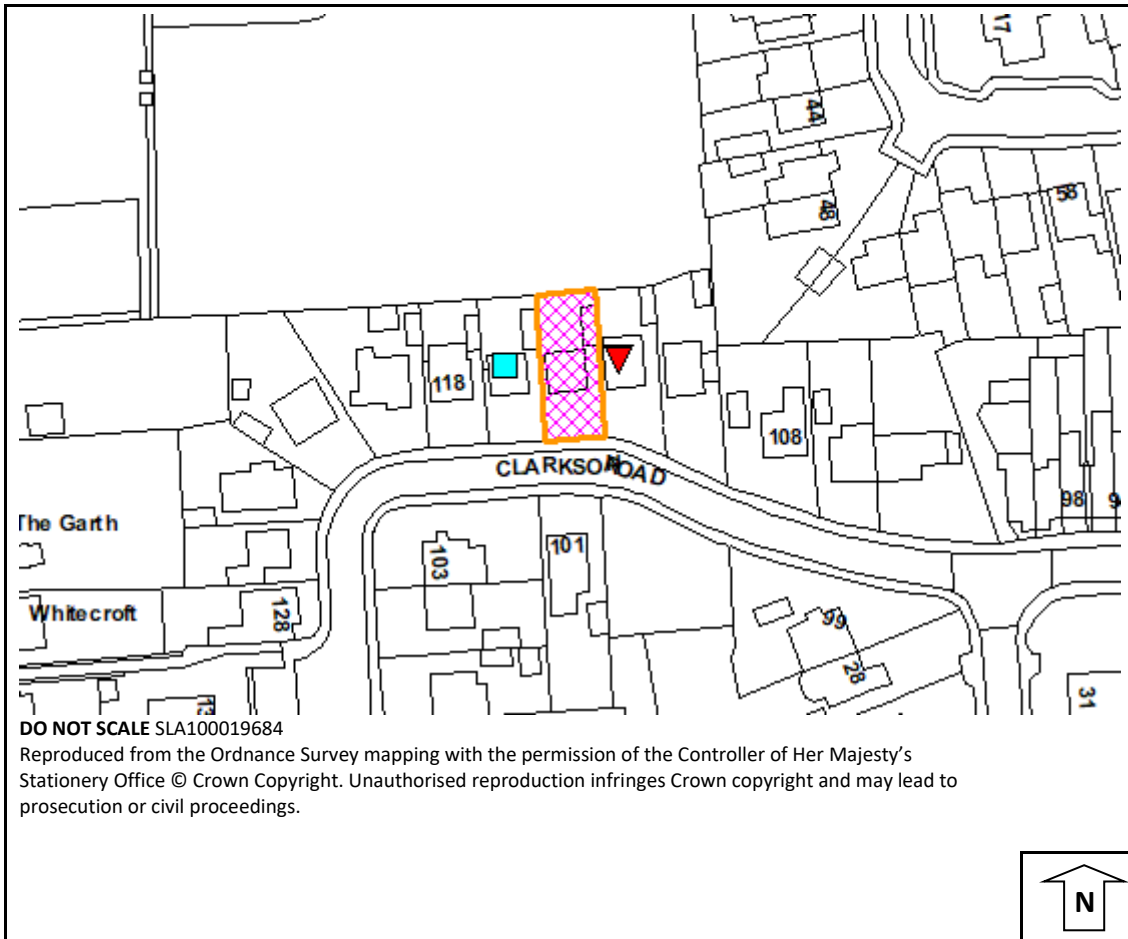 17
44
58
48
118
108
CLARKSON ROAD
98
The Garth
103
101
Whitecroft
128
99
28
31
DO NOT SCALE SLA100019684
Reproduced from the Ordnance Survey mapping with the permission of the Controller of Her Majesty’s
Stationery Office © Crown Copyright. Unauthorised reproduction infringes Crown copyright and may lead to
prosecution or civil proceedings.
N